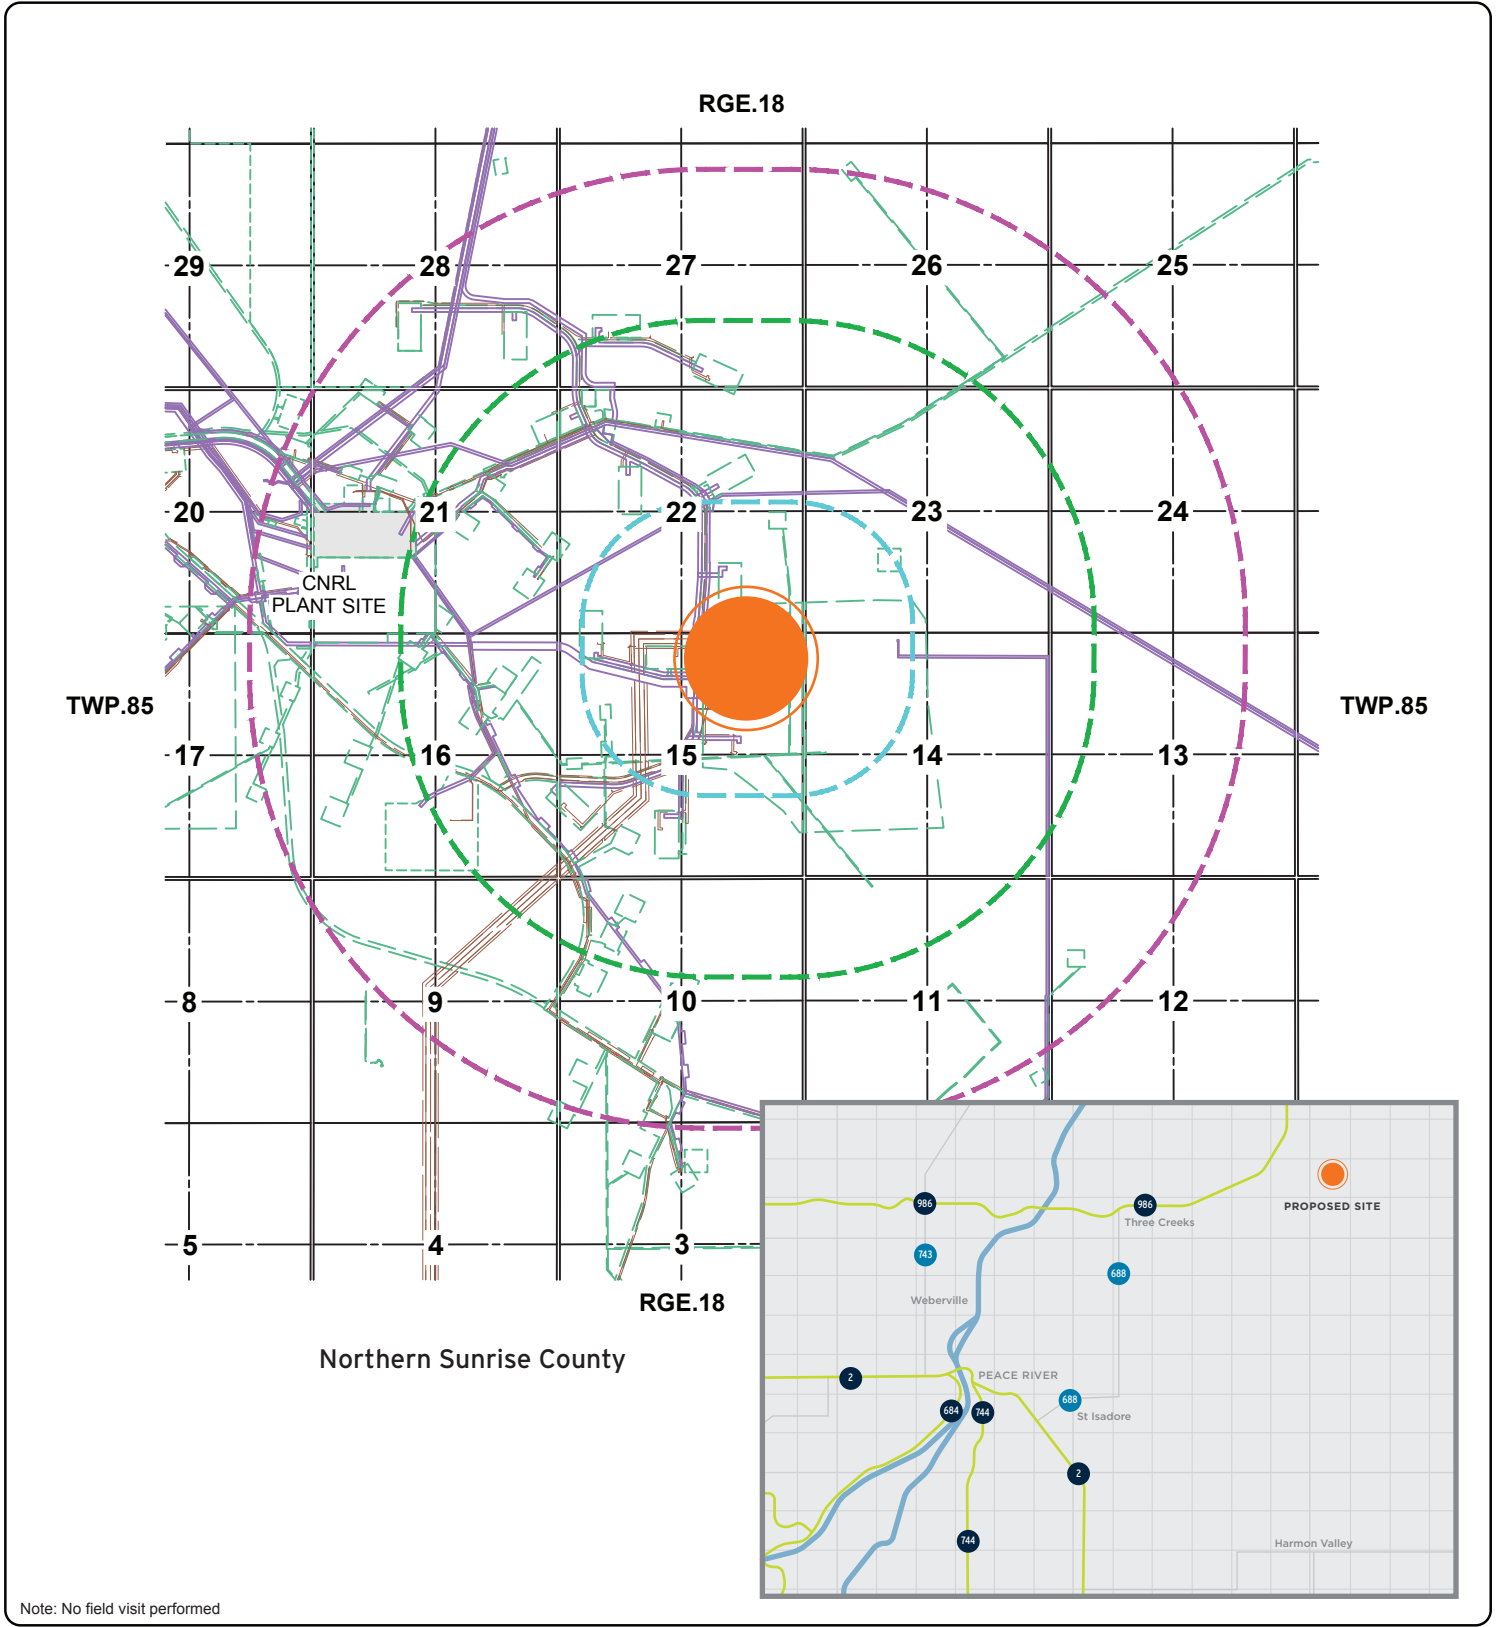 RGE.18
29 28 27 26 25
20 21 22 23 24
CNRL
PLANT SITE
TWP.85 TWP.85
17 16 15 14 13
8 9 10 11 12
5 4 3
RGE.18
Northern Sunrise County
986 986
Three Creeks
PROPOSED SITE
743
688
Weberville
2
PEACE RIVER
688
684 744
St Isadore
2
744
Harmon Valley
Note: No field visit performed